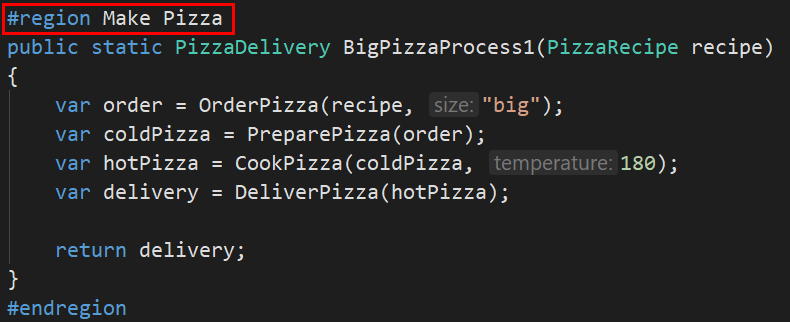 #region Make Pizza
public static PizzaDelivery BigPizzaProcess1(PizzaRecipe recipe)
{
    var order = OrderPizza(recipe, size:"big");
    var coldPizza = PreparePizza(order);
    var hotPizza = CookPizza(coldPizza, temperature:180);
    var delivery = DeliverPizza(hotPizza);

    return delivery;
}
#endregion